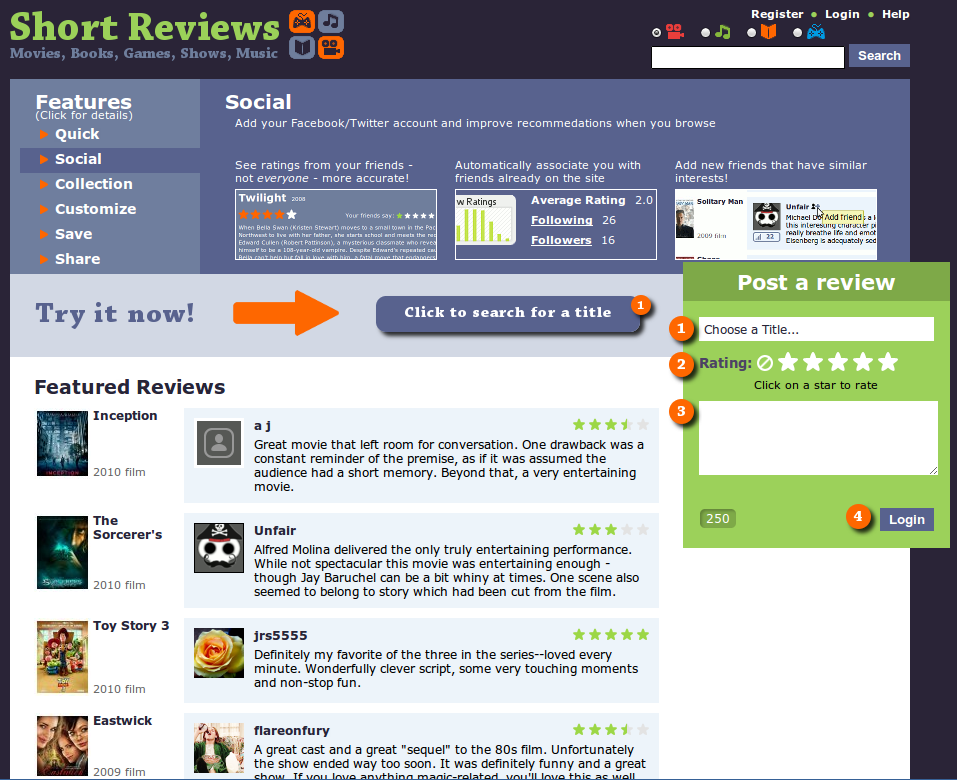 Short Reviews
Movies, Books, Games, Shows, Music
Register • Login • Help
Search
Features
(Click for details)
Quick
Social
Collection
Customize
Save
Share
Social
Add your Facebook/Twitter account and improve recommedations when you browse
See ratings from your friends -
not everyone - more accurate!
Twilight 2008
Your friends say:
When Bella Swan (Kristen Stewart) moves to a small town in the Pac
Northwest to live with her father, she starts school and meets the rec
Edward Cullen (Robert Pattinson), a mysterious classmate who revea
himself to be a 108-year-old vampire. Despite Edward's repeated cau
Bella can't help but fall in love with him, a fatal move that endangers
Automatically associate you with
friends already on the site
w Ratings
Average Rating 2.0
Following 26
Followers 16
Add new friends that have similar
interests!
Solitary Man
2009 film
Unfair
Michael Do Add friend s a l
this interesting character p
really breathe life and emot
Eisenberg is adequately sed
22
Try it now!
Click to search for a title
1
Post a review
1
Choose a Title...
2
Rating:
Click on a star to rate
3
250
4
Login
Featured Reviews
Inception
2010 film
INCEPTION
a j
Great movie that left room for conversation. One drawback was a
constant reminder of the premise, as if it was assumed the
audience had a short memory. Beyond that, a very entertaining
movie.
The
Sorcerer's
2010 film
Unfair
Alfred Molina delivered the only truly entertaining performance.
While not spectacular this movie was entertaining enough -
though Jay Baruchel can be a bit whiny at times. One scene also
seemed to belong to story which had been cut from the film.
Toy Story 3
2010 film
jrs5555
Definitely my favorite of the three in the series--loved every
minute. Wonderfully clever script, some very touching moments
and non-stop fun.
Eastwick
2009 film
flareonfury
A great cast and a great "sequel" to the 80s film. Unfortunately
the show ended way too soon. It was definitely funny and a great
show. If you love anything magic-related, you'll love this as well